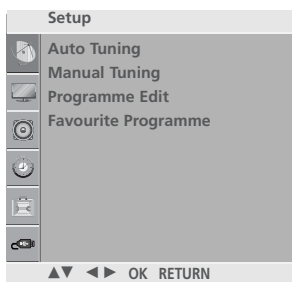 Setup
Auto Tuning
Manual Tuning
Programme Edit
Favourite Programme
▲▼ ◄► OK RETURN